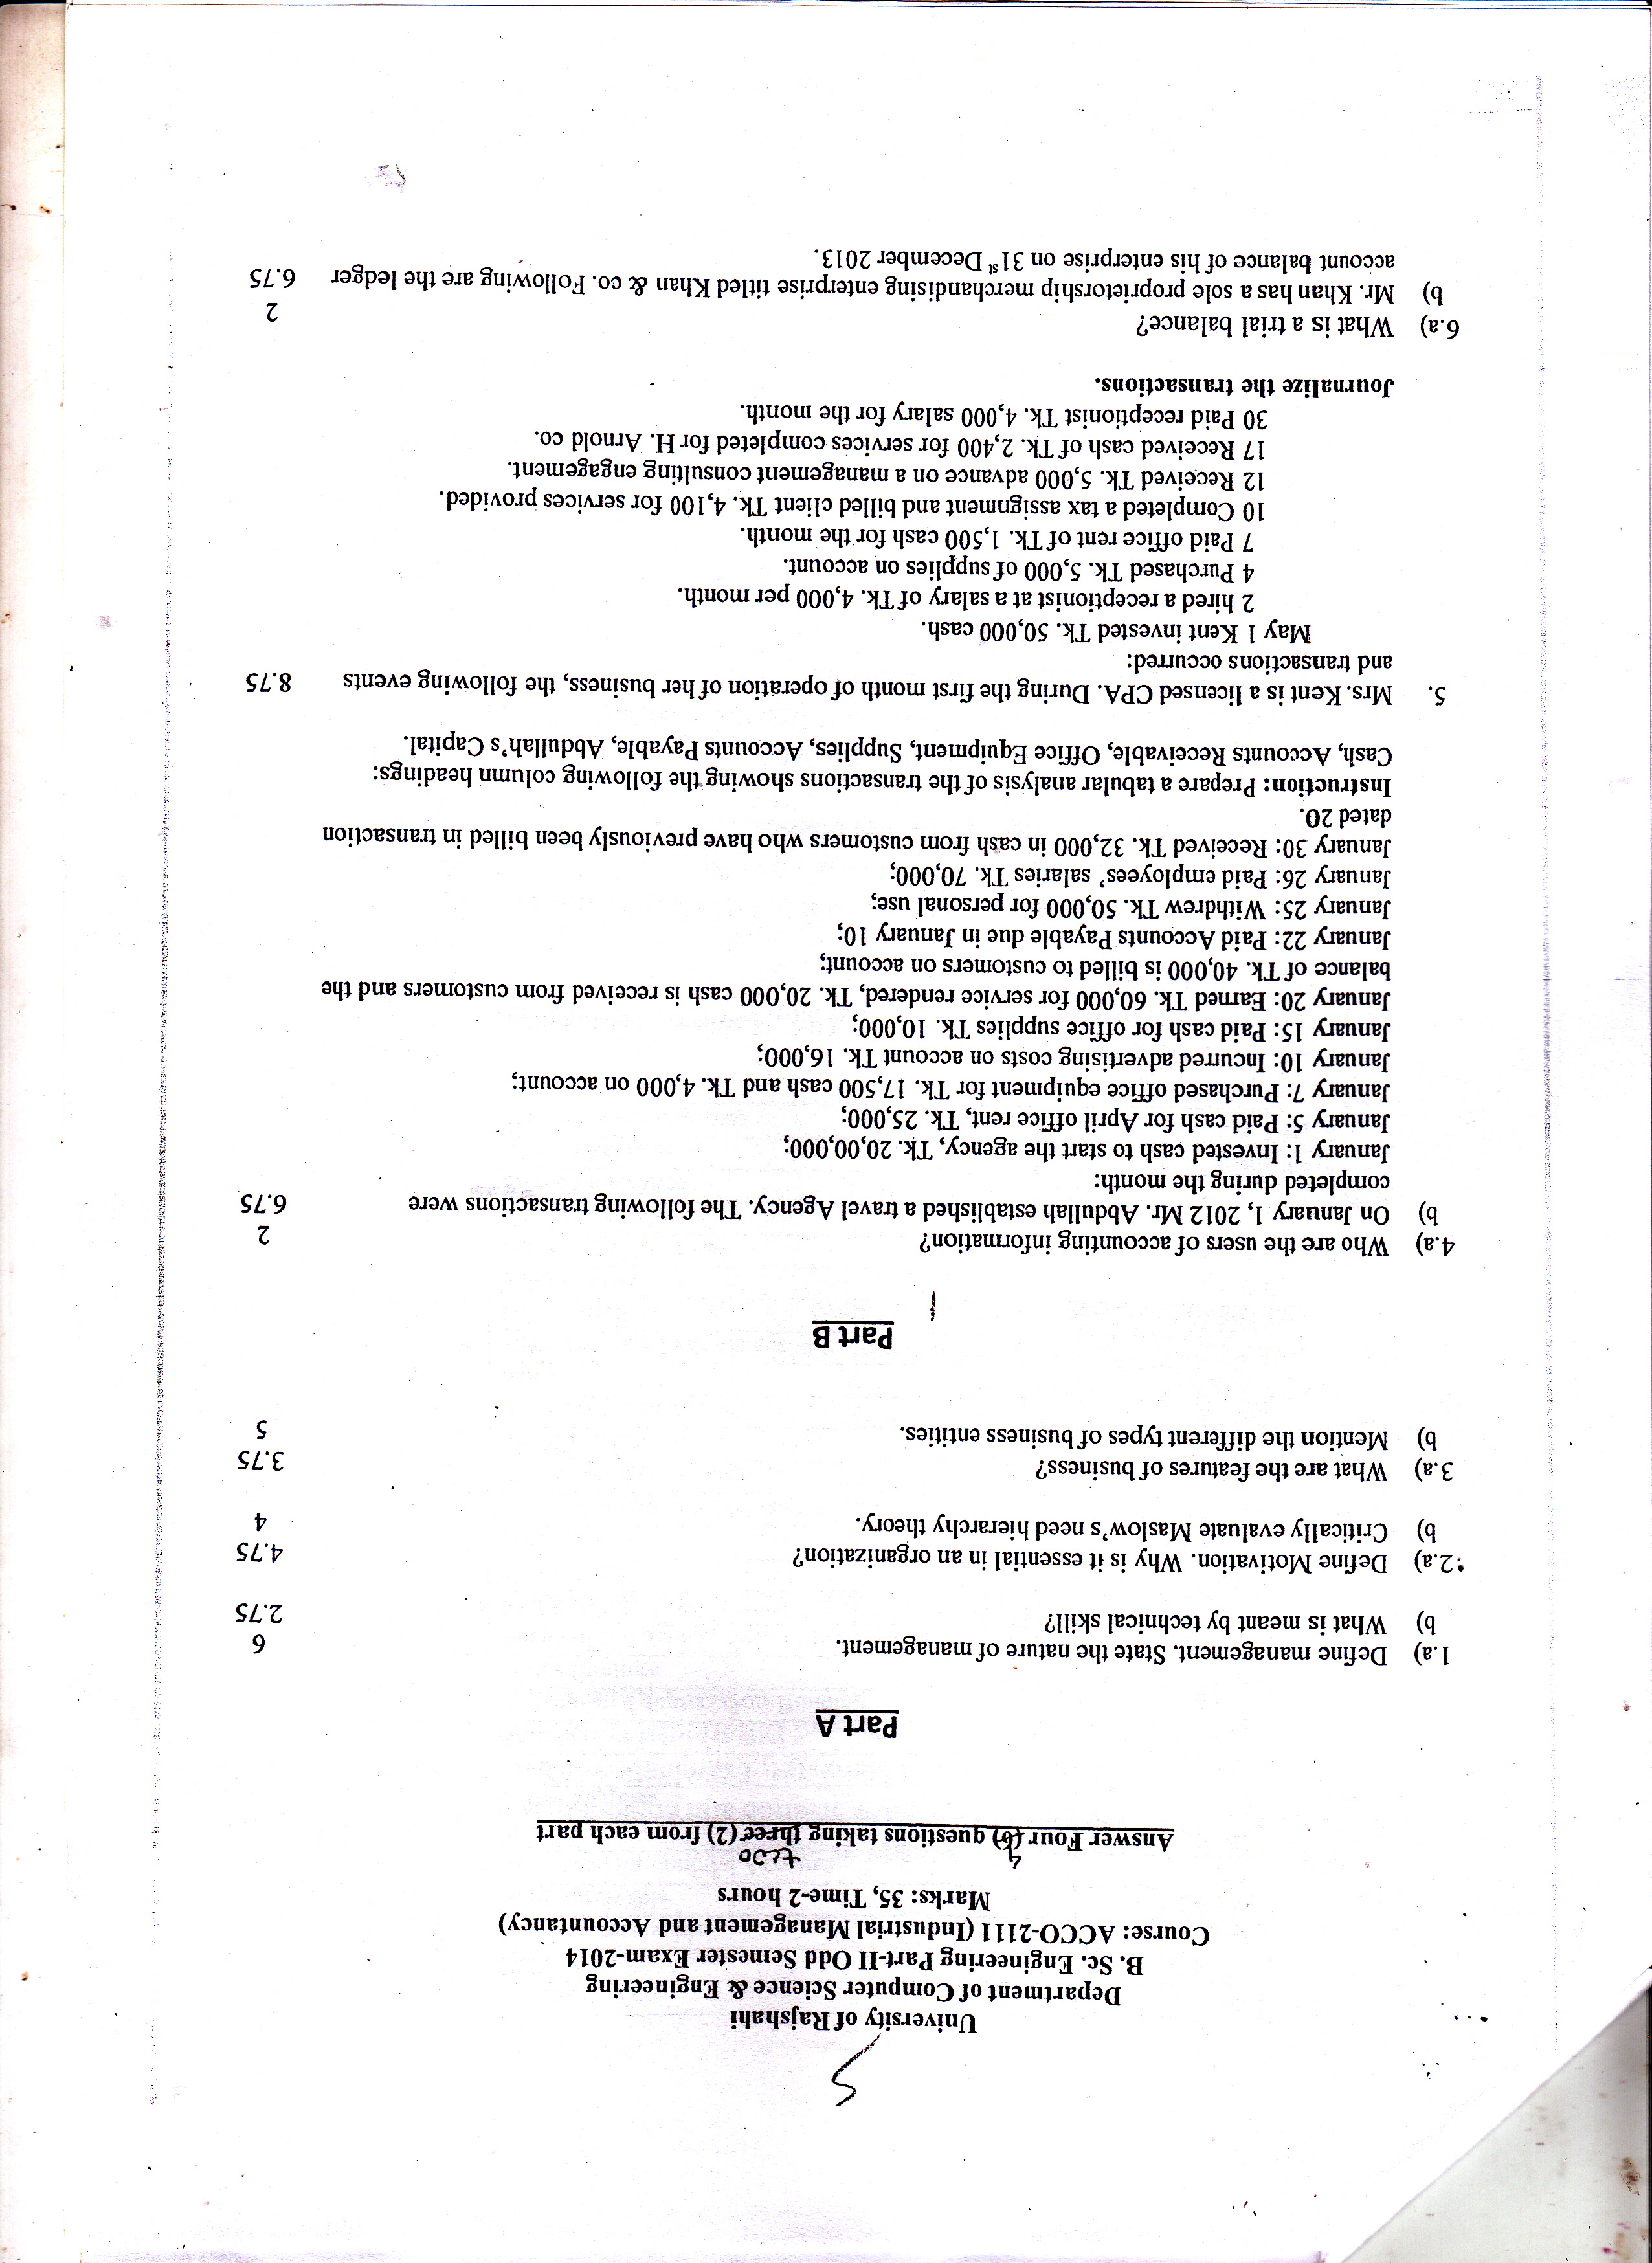 5
University of Rajshahi
Department of Computer Science & Engineering
B. Sc. Engineering Part-II Odd Semester Exam-2014
Course: ACCO-2111 (Industrial Management and Accountancy)
Marks: 35, Time-2 hours
4 two
Answer Four (6) questions taking three (2) from each part
Part A
1.a) Define management. State the nature of management. 6
b) What is meant by technical skill? 2.75
2.a) Define Motivation. Why is it essential in an organization? 4.75
b) Critically evaluate Maslow's need hierarchy theory. 4
3.a) What are the features of business? 3.75
b) Mention the different types of business entities. 5
Part B
4.a) Who are the users of accounting information? 2
b) On January 1, 2012 Mr. Abdullah established a travel Agency. The following transactions were 6.75
completed during the month:
January 1: Invested cash to start the agency, Tk. 20,00,000;
January 5: Paid cash for April office rent, Tk. 25,000;
January 7: Purchased office equipment for Tk. 17,500 cash and Tk. 4,000 on account;
January 10: Incurred advertising costs on account Tk. 16,000;
January 15: Paid cash for office supplies Tk. 10,000;
January 20: Earned Tk. 60,000 for service rendered, Tk. 20,000 cash is received from customers and the
balance of Tk. 40,000 is billed to customers on account;
January 22: Paid Accounts Payable due in January 10;
January 25: Withdrew Tk. 50,000 for personal use;
January 26: Paid employees' salaries Tk. 70,000;
January 30: Received Tk. 32,000 in cash from customers who have previously been billed in transaction
dated 20.
Instruction: Prepare a tabular analysis of the transactions showing the following column headings:
Cash, Accounts Receivable, Office Equipment, Supplies, Accounts Payable, Abdullah's Capital.
5. Mrs. Kent is a licensed CPA. During the first month of operation of her business, the following events 8.75
and transactions occurred:
May 1 Kent invested Tk. 50,000 cash.
2 hired a receptionist at a salary of Tk. 4,000 per month.
4 Purchased Tk. 5,000 of supplies on account.
7 Paid office rent of Tk. 1,500 cash for the month.
10 Completed a tax assignment and billed client Tk. 4,100 for services provided.
12 Received Tk. 5,000 advance on a management consulting engagement.
17 Received cash of Tk. 2,400 for services completed for H. Arnold co.
30 Paid receptionist Tk. 4,000 salary for the month.
Journalize the transactions.
6.a) What is a trial balance? 2
b) Mr. Khan has a sole proprietorship merchandising enterprise titled Khan & co. Following are the ledger 6.75
account balance of his enterprise on 31st December 2013.